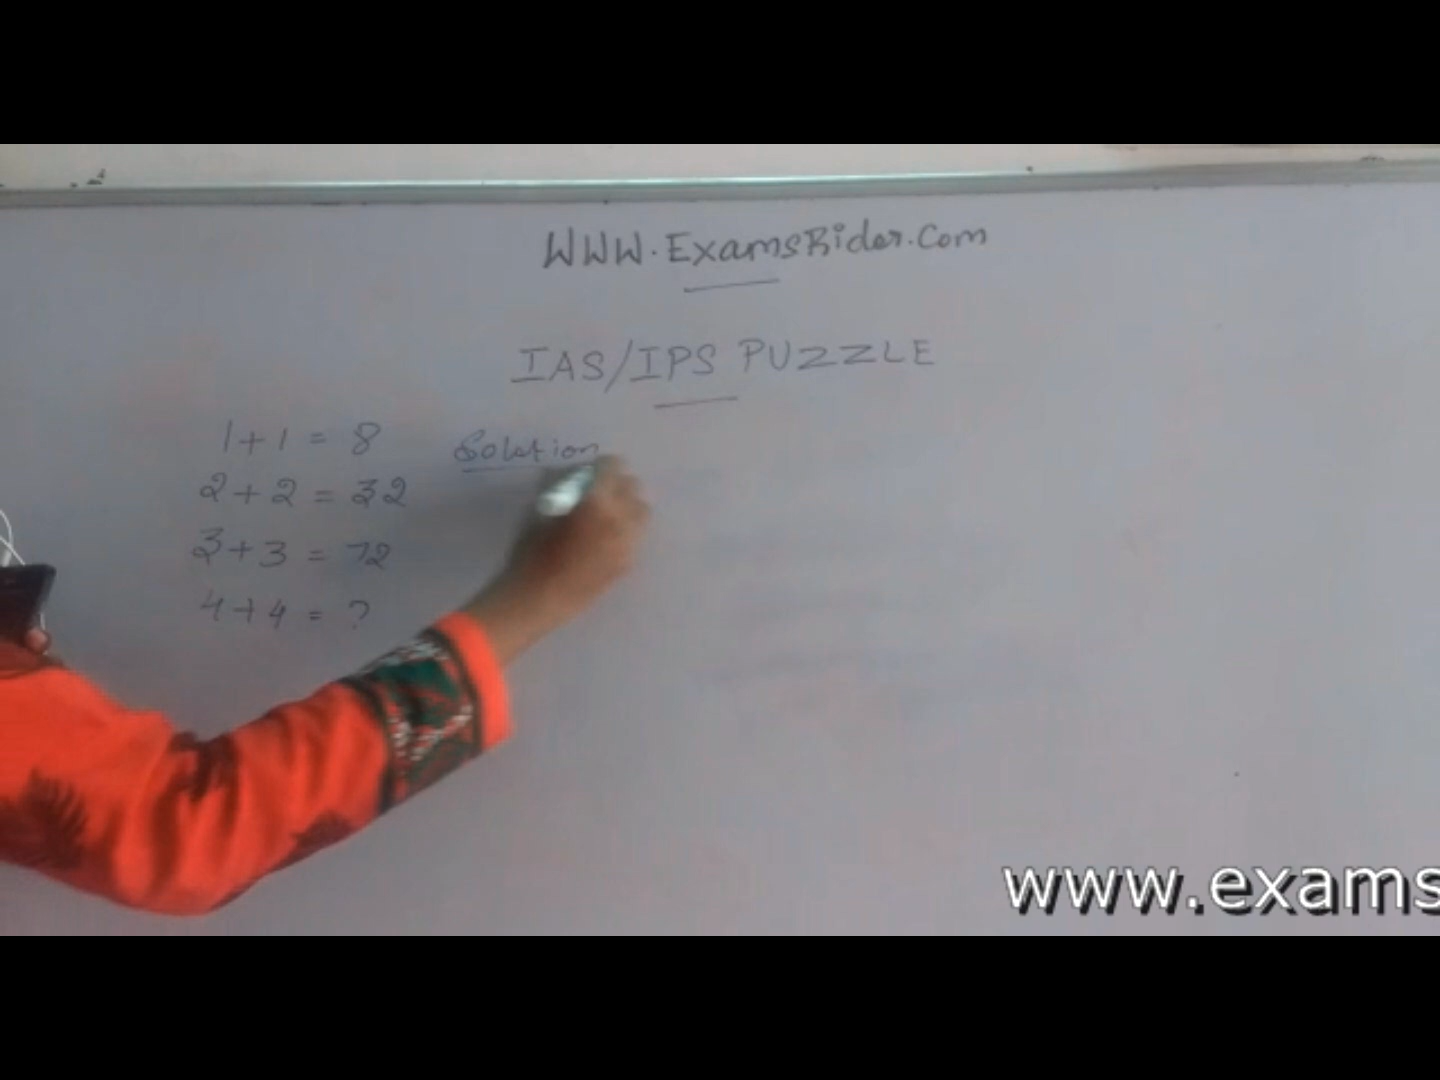 WWW.ExamsRider.com
IAS/IPS PUZZLE
1+1 = 8
2+2 = 32
3+3 = 72
4+4 = ?
Solution
www.exams